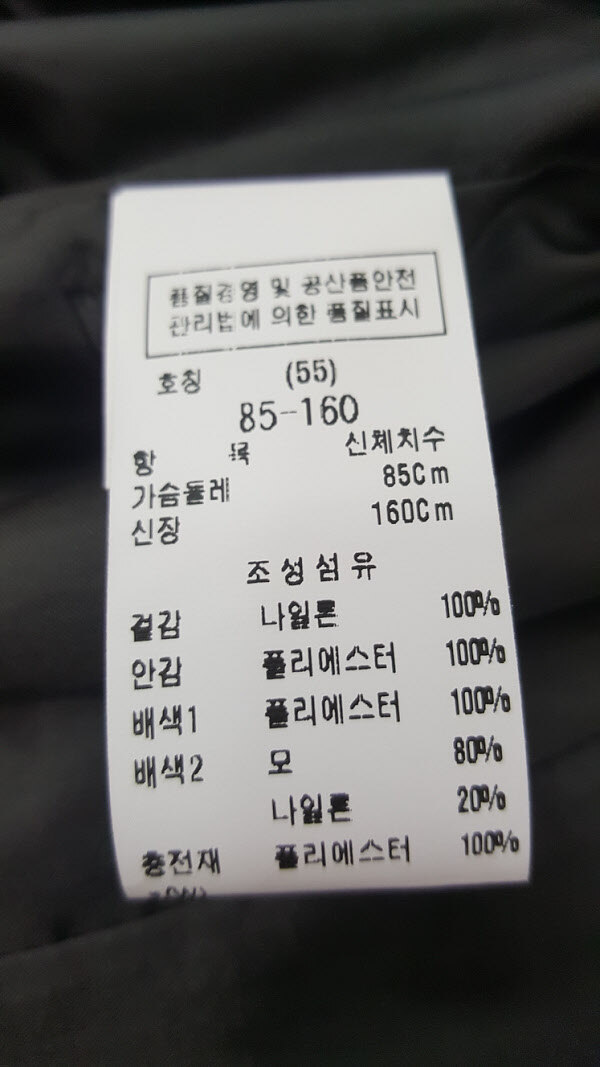 품질경영 및 공산품안전
관리법에 의한 품질표시
호칭 (55)
85-160
항 목 신체치수
가슴둘레 85Cm
신장 160Cm
조성섬유
겉감 나일론 100%
안감 폴리에스터 100%
배색1 폴리에스터 100%
배색2 모 80%
나일론 20%
충전재 폴리에스터 100%